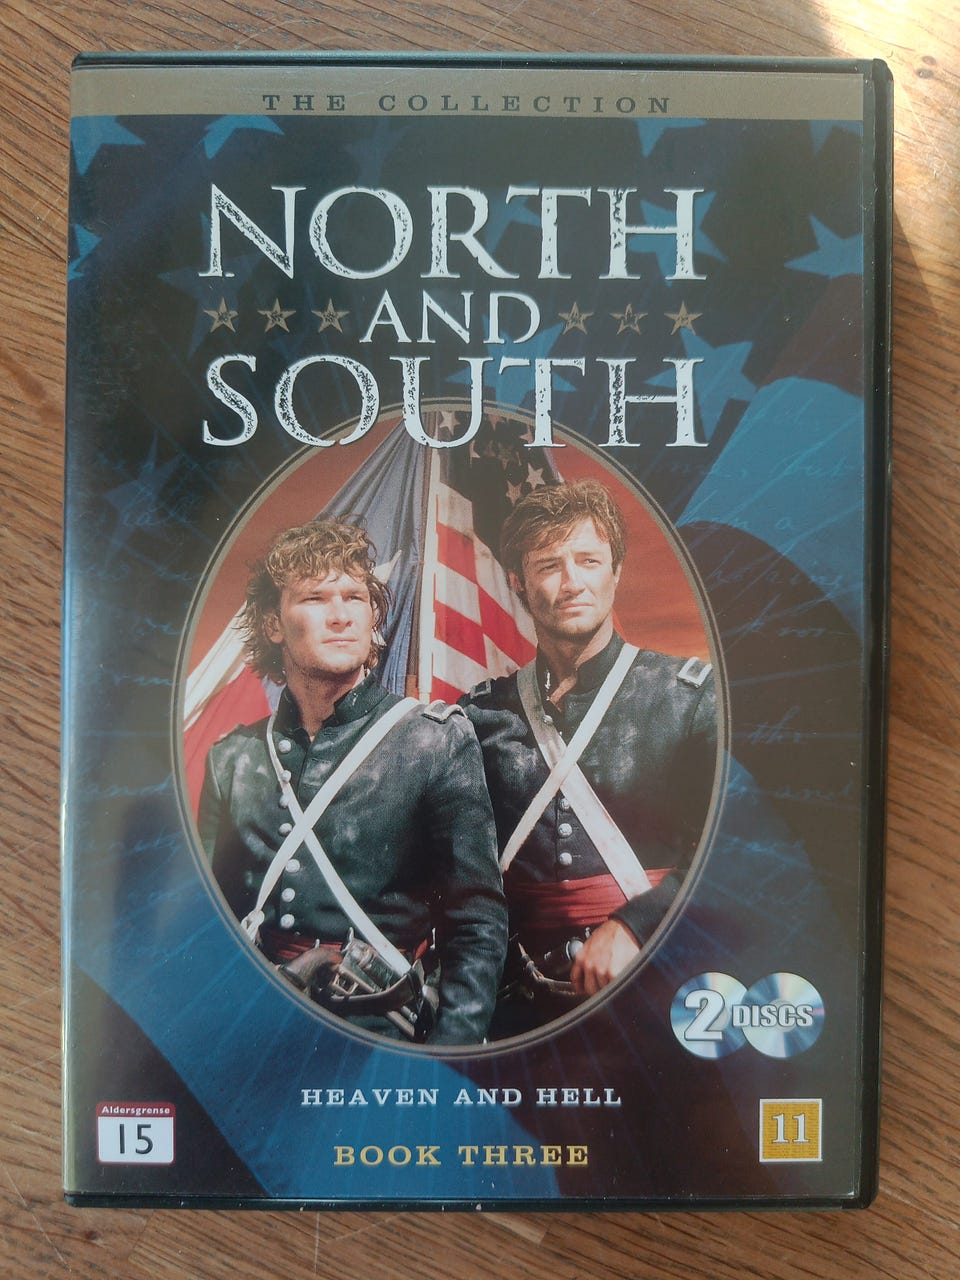 THE COLLECTION
NORTH
AND
SOUTH
2 DISCS
HEAVEN AND HELL
BOOK THREE
Aldersgrense
15
11